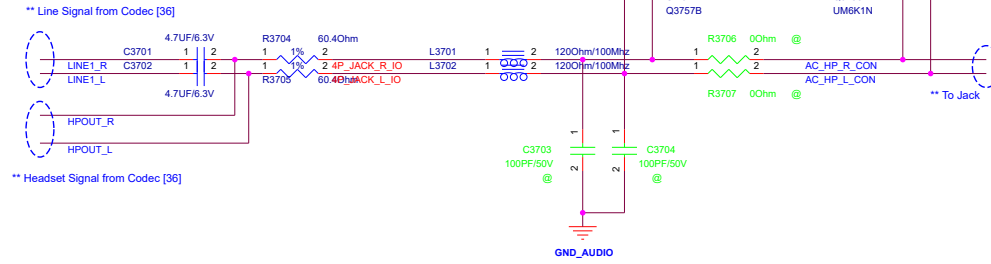 ** Line Signal from Codec [36]
Q3757B
UM6K1N
4.7UF/6.3V
R3704
60.4Ohm
R3706
0Ohm
@
C3701
1
2
1%
2
L3701
1
2
120Ohm/100Mhz
1
2
LINE1_R
C3702
1
2
1
1%
2
4P_JACK_R_IO
L3702
1
2
120Ohm/100Mhz
1
2
AC_HP_R_CON
LINE1_L
R3705
60.4Ohm
4P_JACK_L_IO
AC_HP_L_CON
4.7UF/6.3V
R3707
0Ohm
@
** To Jack
HPOUT_R
1
1
HPOUT_L
C3703
C3704
100PF/50V
100PF/50V
2
2
@
@
** Headset Signal from Codec [36]
GND_AUDIO